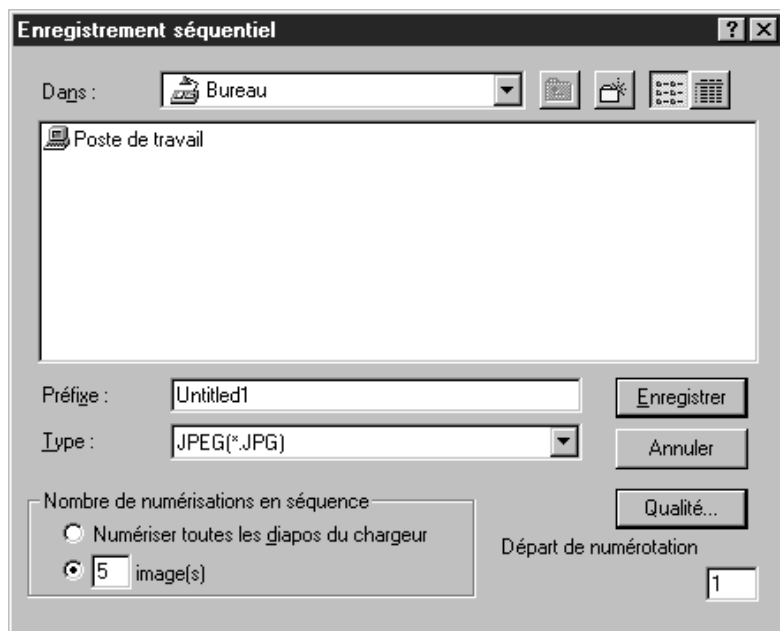 Enregistrement séquentiel
Dans : Bureau
Poste de travail
Préfixe : Untitled1 Enregistrer
Type : JPEG(*.JPG) Annuler
Nombre de numérisations en séquence Qualité...
Numériser toutes les diapos du chargeur
Départ de numérotation
5 image(s) 1